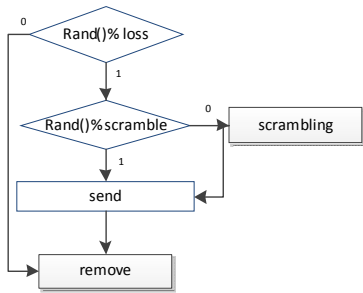 0
Rand()% loss
1
Rand()%scramble
0
scrambling
1
send
remove